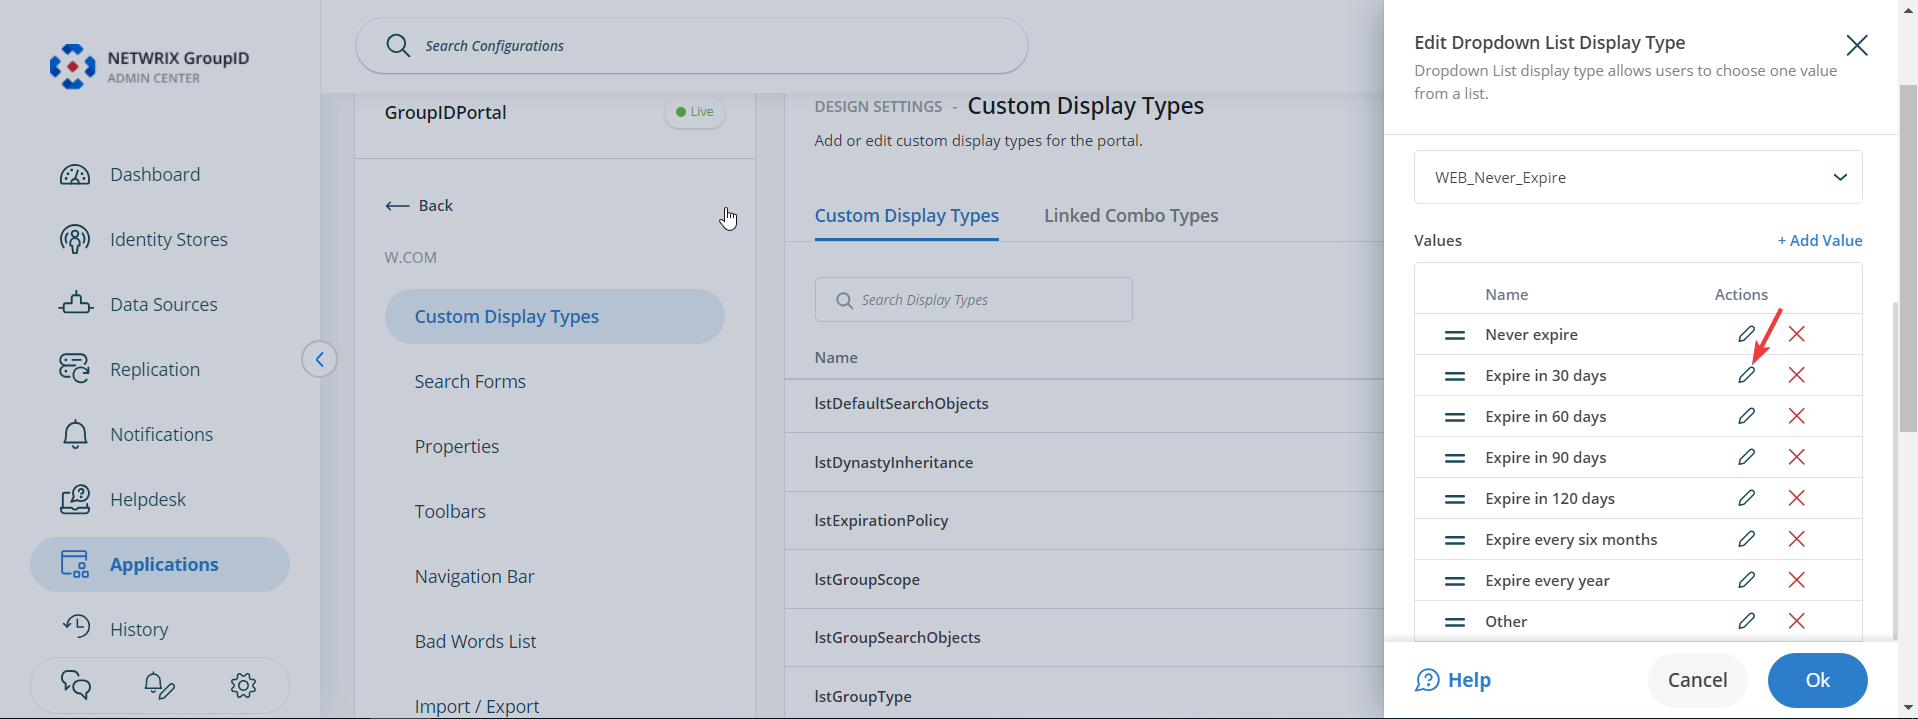 NETWRIX GroupID
ADMIN CENTER
Dashboard
Identity Stores
Data Sources
Replication
Notifications
Helpdesk
Applications
History
Search Configurations
GroupIDPortal
Live
Back
W.COM
Custom Display Types
Search Forms
Properties
Toolbars
Navigation Bar
Bad Words List
Import / Export
DESIGN SETTINGS - Custom Display Types
Add or edit custom display types for the portal.
Custom Display Types Linked Combo Types
Search Display Types
Name
lstDefaultSearchObjects
lstDynastyInheritance
lstExpirationPolicy
lstGroupScope
lstGroupSearchObjects
lstGroupType
Edit Dropdown List Display Type
Dropdown List display type allows users to choose one value
from a list.
WEB_Never_Expire
Values + Add Value
Name Actions
Never expire
Expire in 30 days
Expire in 60 days
Expire in 90 days
Expire in 120 days
Expire every six months
Expire every year
Other
Help Cancel Ok